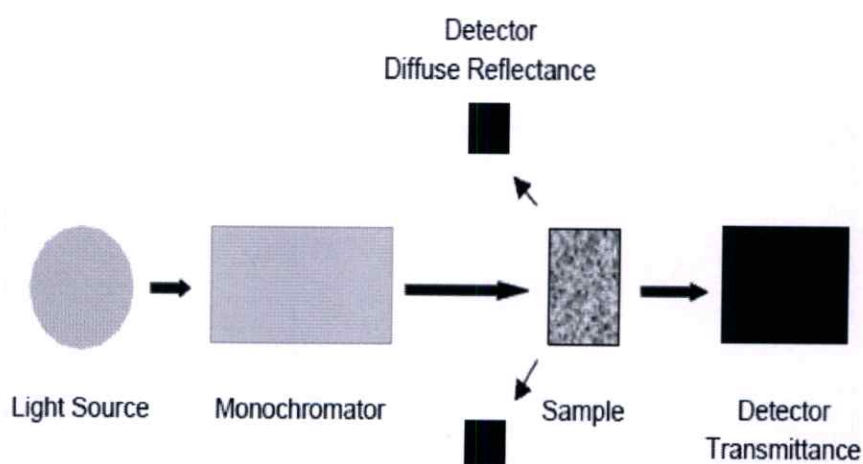 Detector
Diffuse Reflectance
Light Source
Monochromator
Sample
Detector
Transmittance